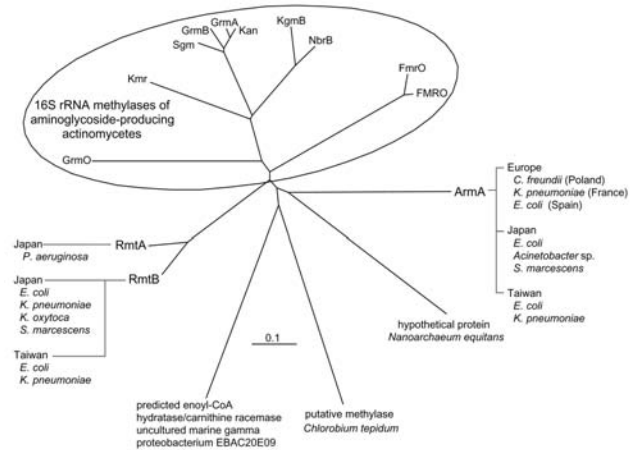 GrmA
GrmB
Kan
Sgm
KgmB
NbrB
Kmr
FmrO
FMRO
16S rRNA methylases of
aminoglycoside-producing
actinomycetes
GrmO
ArmA
Europe
C. freundii (Poland)
K. pneumoniae (France)
E. coli (Spain)
Japan
E. coli
Acinetobacter sp.
S. marcescens
Taiwan
E. coli
K. pneumoniae
Japan
P. aeruginosa
RmtA
Japan
E. coli
K. pneumoniae
K. oxytoca
S. marcescens
RmtB
Taiwan
E. coli
K. pneumoniae
hypothetical protein
Nanoarchaeum equitans
0.1
predicted enoyl-CoA
hydratase/carnitine racemase
uncultured marine gamma
proteobacterium EBAC20E09
putative methylase
Chlorobium tepidum